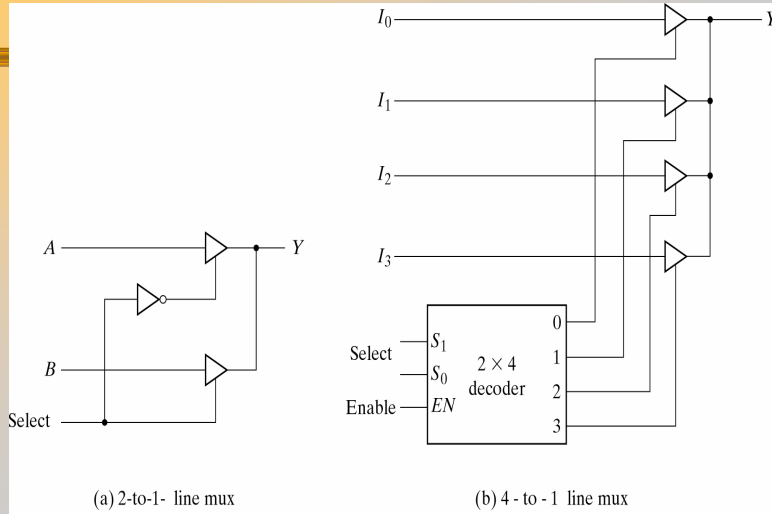 A
Y
B
Select
(a) 2-to-1- line mux
I0
Y
I1
I2
I3
Select
S1
S0
Enable
EN
2 × 4
decoder
0
1
2
3
(b) 4 - to - 1 line mux